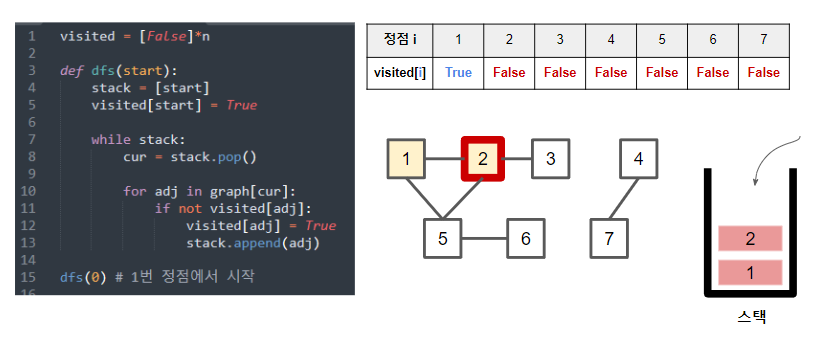 1 visited = [False]*n
2
3 def dfs(start):
4 stack = [start]
5 visited[start] = True
6
7 while stack:
8 cur = stack.pop()
9
10 for adj in graph[cur]:
11 if not visited[adj]:
12 visited[adj] = True
13 stack.append(adj)
14
15 dfs(0) # 1번 정점에서 시작
16
정점 i 1 2 3 4 5 6 7
visited[i] True False False False False False False
1 2 3 4
5 6 7
2
1
스택